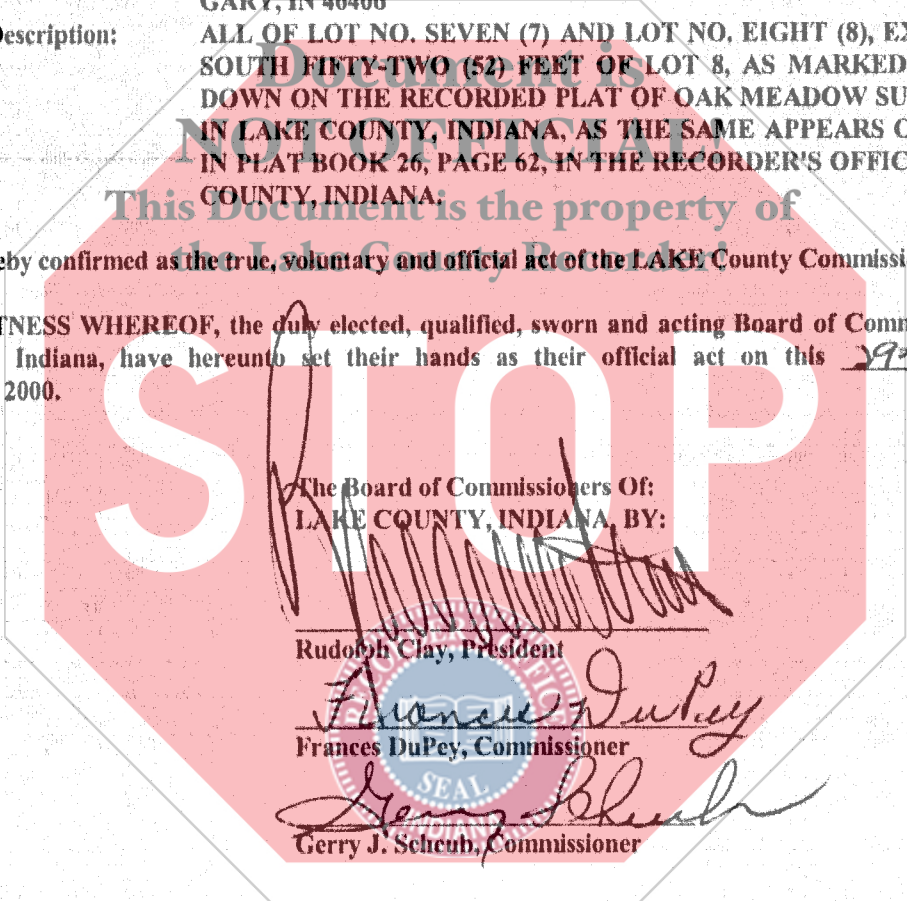 GARY, IN 46406
Description: ALL OF LOT NO. SEVEN (7) AND LOT NO. EIGHT (8), EX
SOUTH FIFTY-TWO (52) FEET OF LOT 8, AS MARKED
DOWN ON THE RECORDED PLAT OF OAK MEADOW SU
IN LAKE COUNTY, INDIANA, AS THE SAME APPEARS O
IN PLAT BOOK 26, PAGE 62, IN THE RECORDER'S OFFIC
COUNTY, INDIANA.
Document is
NOT OFFICIAL!
This Document is the property of
the Lake County Recorder!
eby confirmed as the true, voluntary and official act of the LAKE County Commissi
TNESS WHEREOF, the duly elected, qualified, sworn and acting Board of Comm
Indiana, have hereunto set their hands as their official act on this 29
2000.
STOP
The Board of Commissioners Of:
LAKE COUNTY, INDIANA, BY:
Rudolph Clay, President
Frances DuPey
Frances DuPey, Commissioner
Gerry Scheub
Gerry J. Scheub, Commissioner
RECORDER'S OFFICE
SEAL
INDIANA